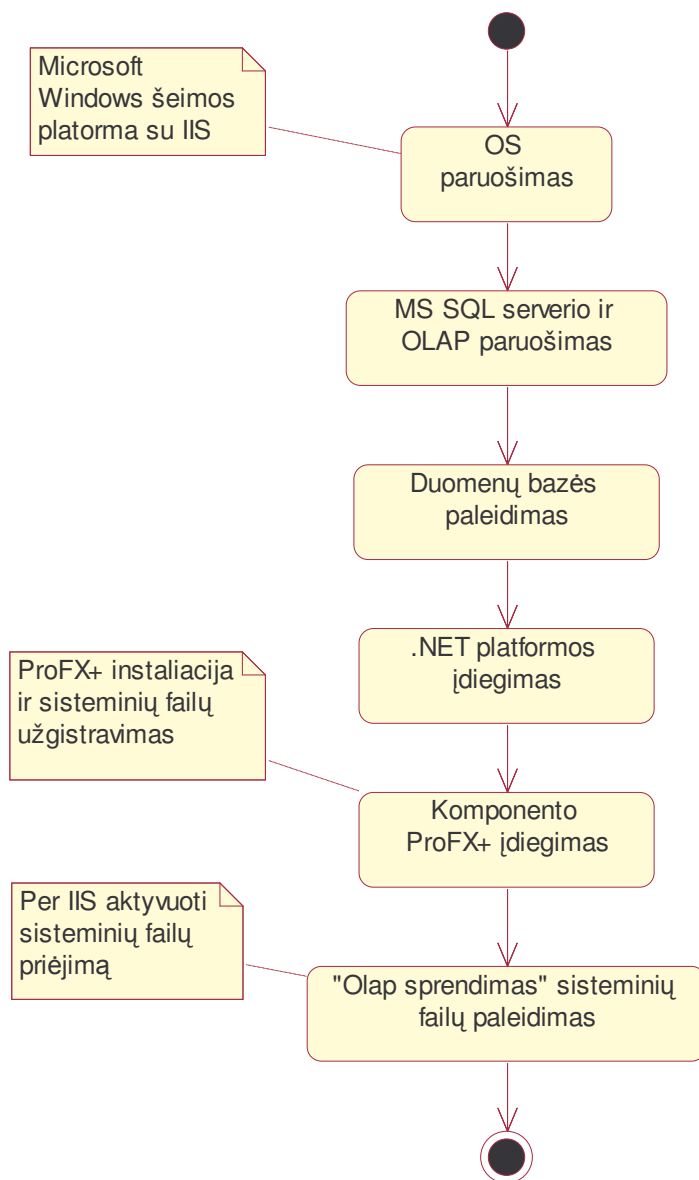 Microsoft
Windows šeimos
platorma su IIS
OS
paruošimas
MS SQL serverio ir
OLAP paruošimas
Duomenų bazės
paleidimas
.NET platformos
įdiegimas
ProFX+ instaliacija
ir sisteminių failų
užgistravimas
Komponento
ProFX+ įdiegimas
Per IIS aktyvuoti
sisteminių failų
priėjimą
"Olap sprendimas" sisteminių
failų paleidimas